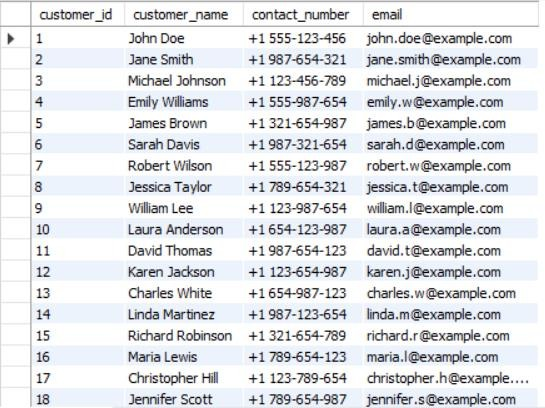 customer_id customer_name contact_number email
1 John Doe +1 555-123-456 john.doe@example.com
2 Jane Smith +1 987-654-321 jane.smith@example.com
3 Michael Johnson +1 123-456-789 michael.j@example.com
4 Emily Williams +1 555-987-654 emily.w@example.com
5 James Brown +1 321-654-987 james.b@example.com
6 Sarah Davis +1 987-321-654 sarah.d@example.com
7 Robert Wilson +1 555-123-987 robert.w@example.com
8 Jessica Taylor +1 789-654-321 jessica.t@example.com
9 William Lee +1 123-987-654 william.l@example.com
10 Laura Anderson +1 654-123-987 laura.a@example.com
11 David Thomas +1 987-654-123 david.t@example.com
12 Karen Jackson +1 123-654-987 karen.j@example.com
13 Charles White +1 654-987-123 charles.w@example.com
14 Linda Martinez +1 987-123-654 linda.m@example.com
15 Richard Robinson +1 321-654-789 richard.r@example.com
16 Maria Lewis +1 789-654-123 maria.l@example.com
17 Christopher Hill +1 123-789-654 christopher.h@example....
18 Jennifer Scott +1 789-654-987 jennifer.s@example.com